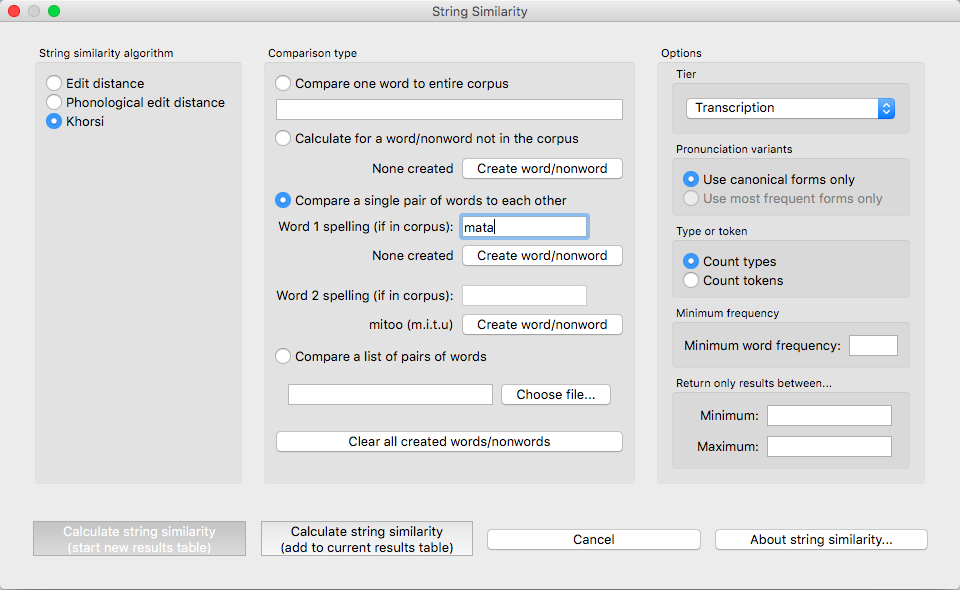 String Similarity
String similarity algorithm
Edit distance
Phonological edit distance
Khorsi
Comparison type
Compare one word to entire corpus
Calculate for a word/nonword not in the corpus
None created
Create word/nonword
Compare a single pair of words to each other
Word 1 spelling (if in corpus):
mata
None created
Create word/nonword
Word 2 spelling (if in corpus):
mitoo (m.i.t.u)
Create word/nonword
Compare a list of pairs of words
Choose file...
Clear all created words/nonwords
Options
Tier
Transcription
Pronunciation variants
Use canonical forms only
Use most frequent forms only
Type or token
Count types
Count tokens
Minimum frequency
Minimum word frequency:
Return only results between...
Minimum:
Maximum:
Calculate string similarity
(start new results table)
Calculate string similarity
(add to current results table)
Cancel
About string similarity...